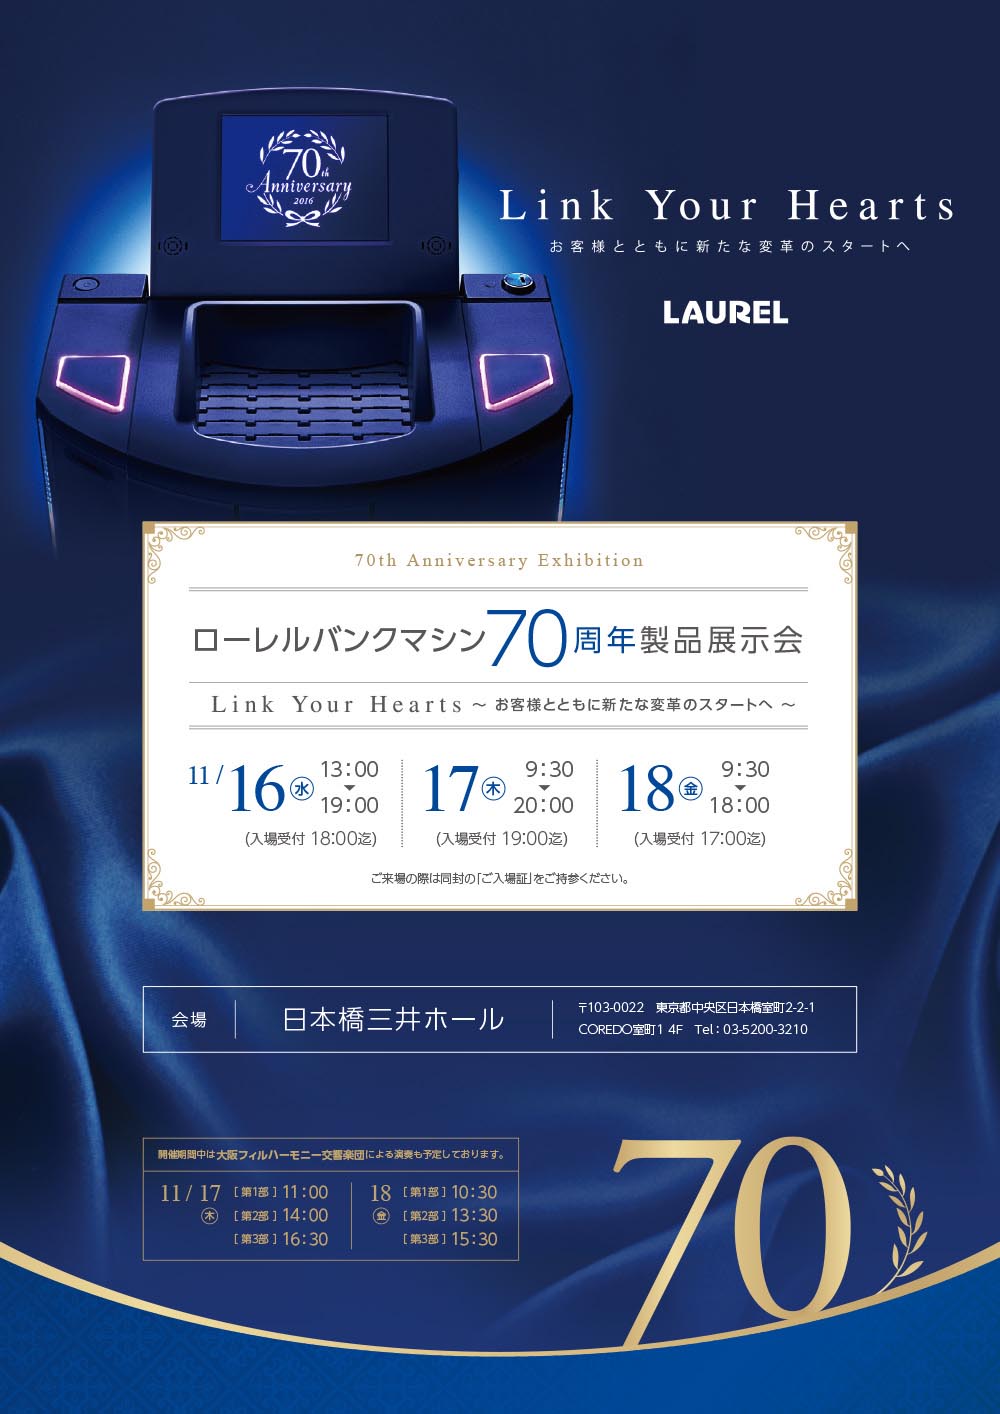 70th
Anniversary
2016
Link Your Hearts
お客様とともに新たな変革のスタートへ
LAUREL
70th Anniversary Exhibition
ローレルバンクマシン70周年製品展示会
Link Your Hearts ～ お客様とともに新たな変革のスタートへ ～
11/16㊌ 13:00▼19:00
(入場受付 18:00迄)
17㊍ 9:30▼20:00
(入場受付 19:00迄)
18㊎ 9:30▼18:00
(入場受付 17:00迄)
ご来場の際は同封の「ご入場証」をご持参ください。
会場
日本橋三井ホール
〒103-0022 東京都中央区日本橋室町2-2-1
COREDO室町1 4F Tel：03-5200-3210
開催期間中は大阪フィルハーモニー交響楽団による演奏も予定しております。
11/17㊍
[第1部] 11:00
[第2部] 14:00
[第3部] 16:30
18㊎
[第1部] 10:30
[第2部] 13:30
[第3部] 15:30
70